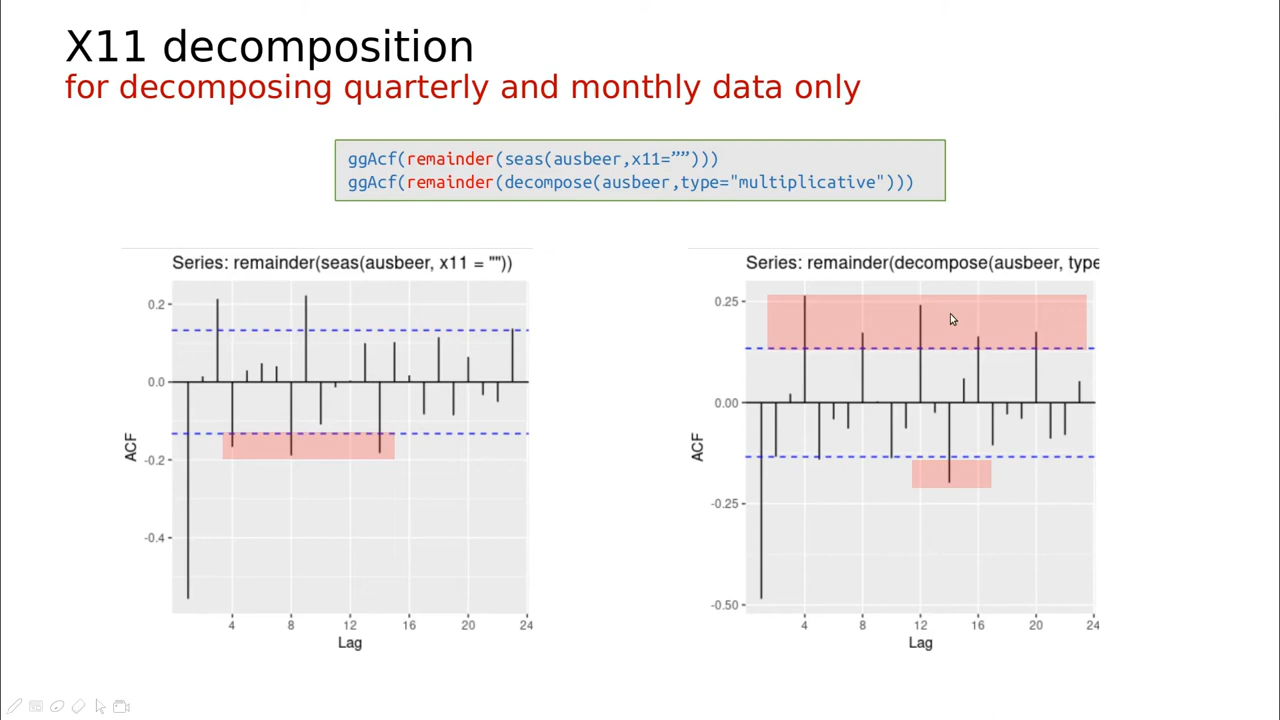 X11 decomposition
for decomposing quarterly and monthly data only
ggAcf(remainder(seas(ausbeer,x11=””)))
ggAcf(remainder(decompose(ausbeer,type="multiplicative")))
Series: remainder(seas(ausbeer, x11 = ""))
0.2
0.0
-0.2
-0.4
ACF
4 8 12 16 20 24
Lag
Series: remainder(decompose(ausbeer, type
0.25
0.00
-0.25
-0.50
ACF
4 8 12 16 20 24
Lag